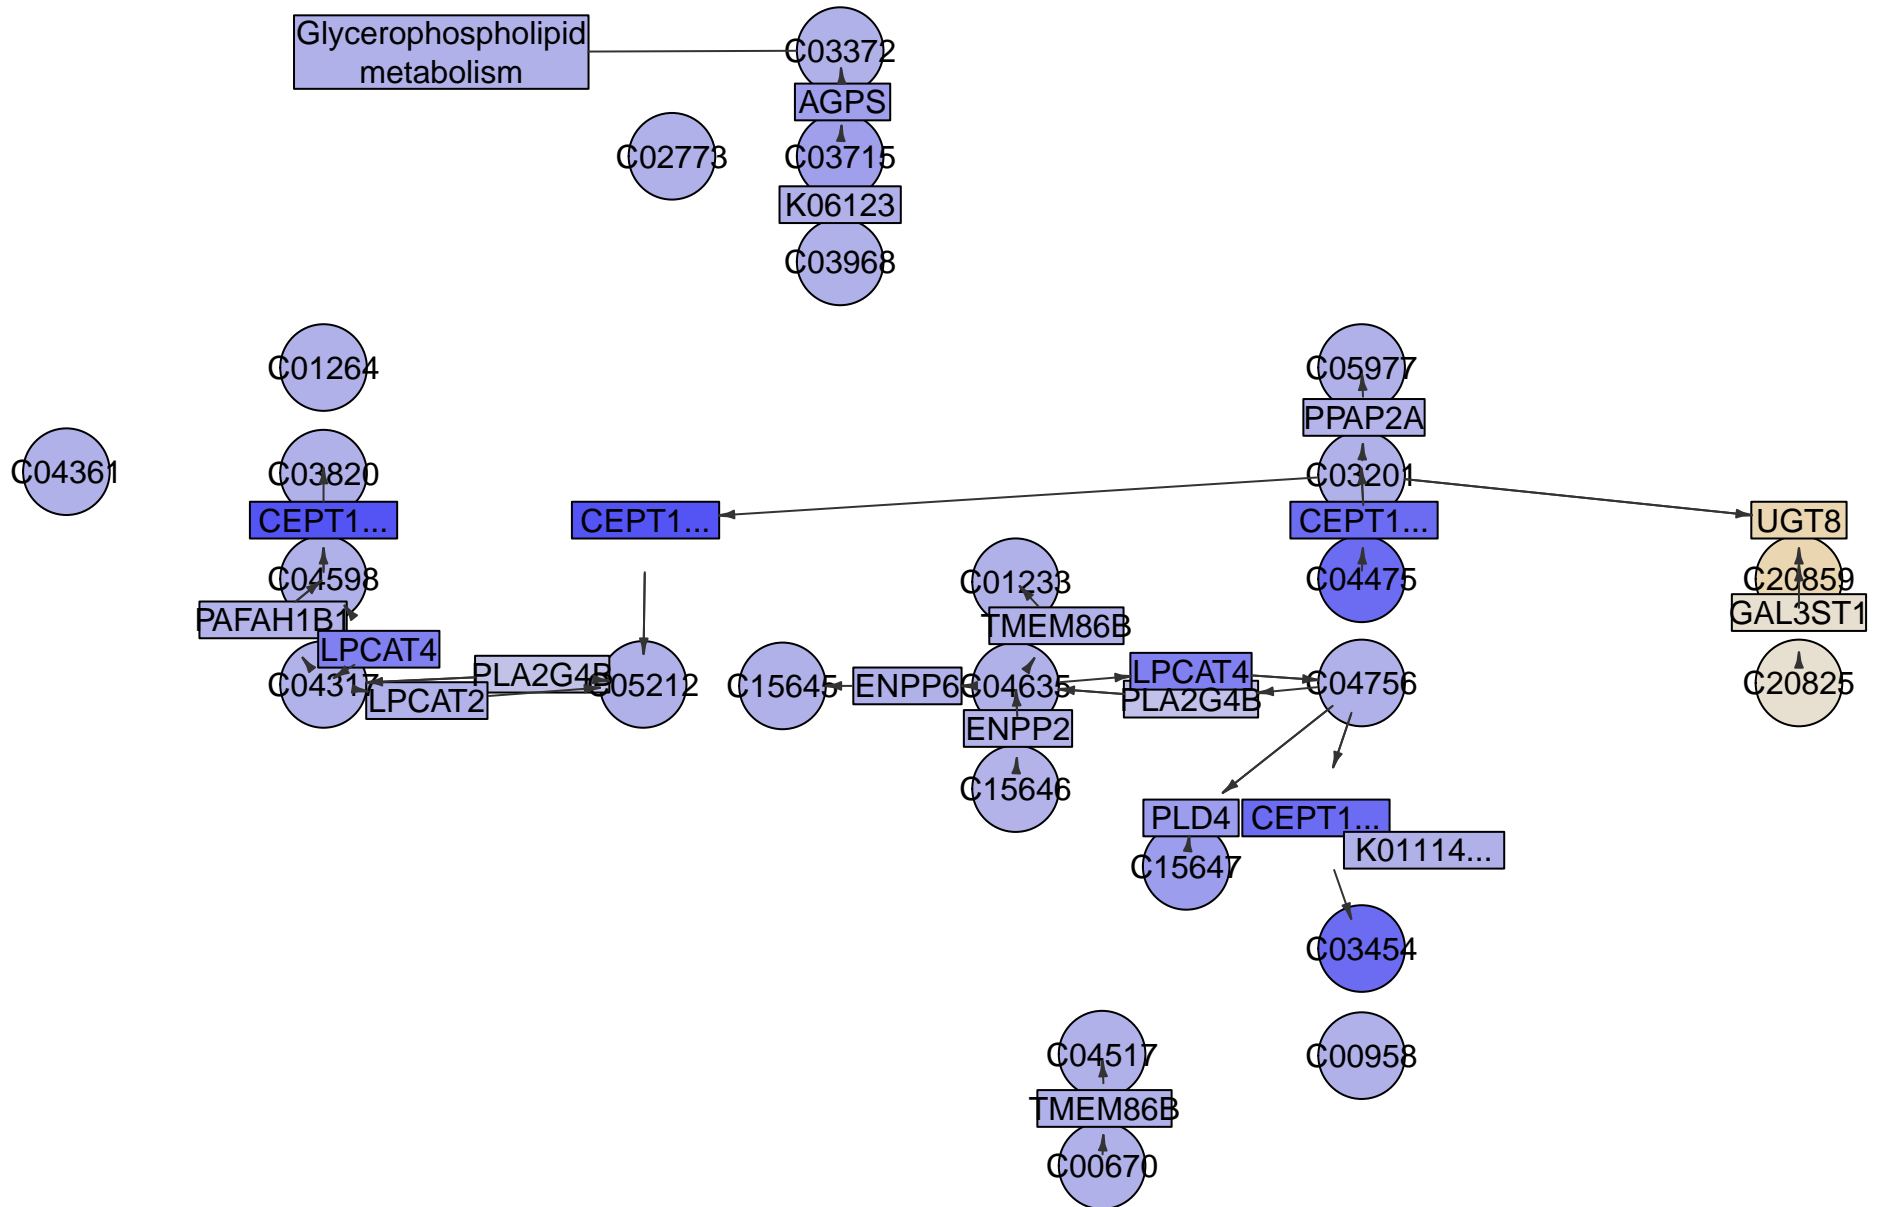 Glycerophospholipid
metabolism
C03372
AGPS
C02773
C03715
K06123
C03968
C01264
C05977
PPAP2A
C04361
C03820
C03201
CEPT1...
CEPT1...
CEPT1...
UGT8
C04598
C01233
C04475
C20859
PAFAH1B1
TMEM86B
GAL3ST1
LPCAT4
PLA2G4B
LPCAT4
C04317
C05212
C15645
ENPP6
C04635
C04756
C20825
LPCAT2
PLA2G4B
ENPP2
C15646
PLD4
CEPT1...
K01114...
C15647
C03454
C04517
C00958
TMEM86B
C00670